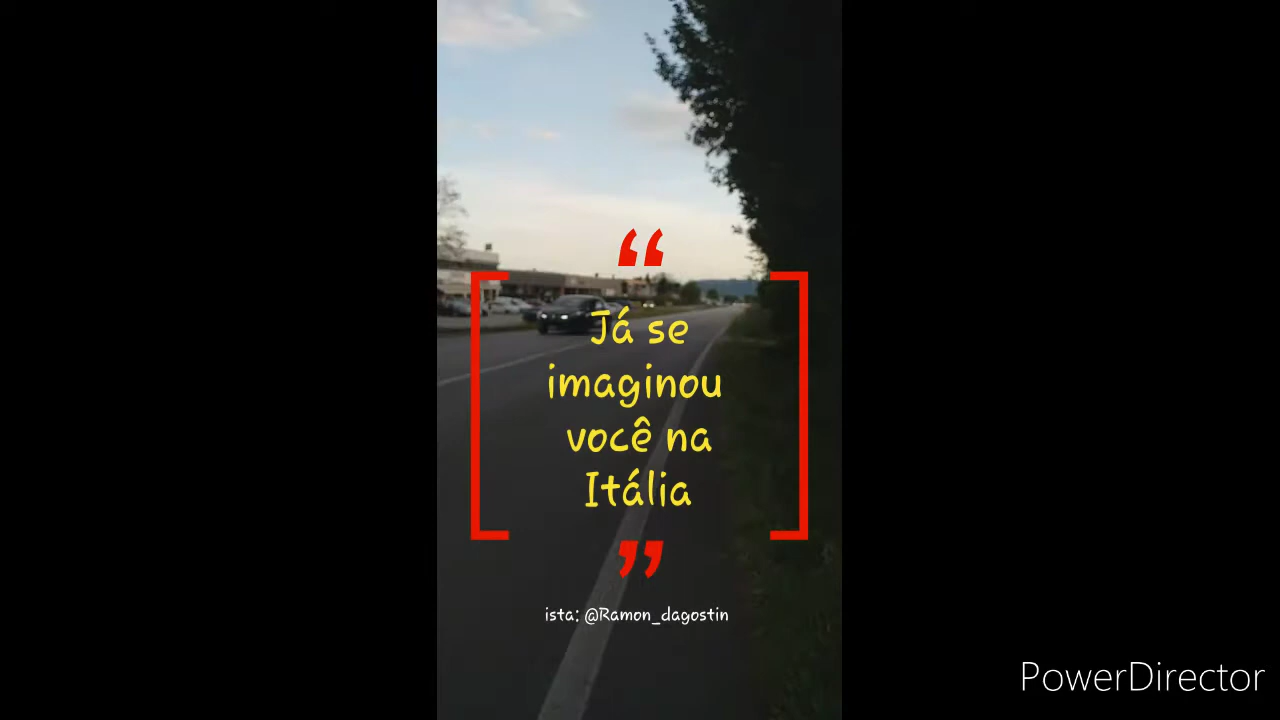 “
Já se
imaginou
você na
Itália
”
ista: @Ramon_dagostin
PowerDirector